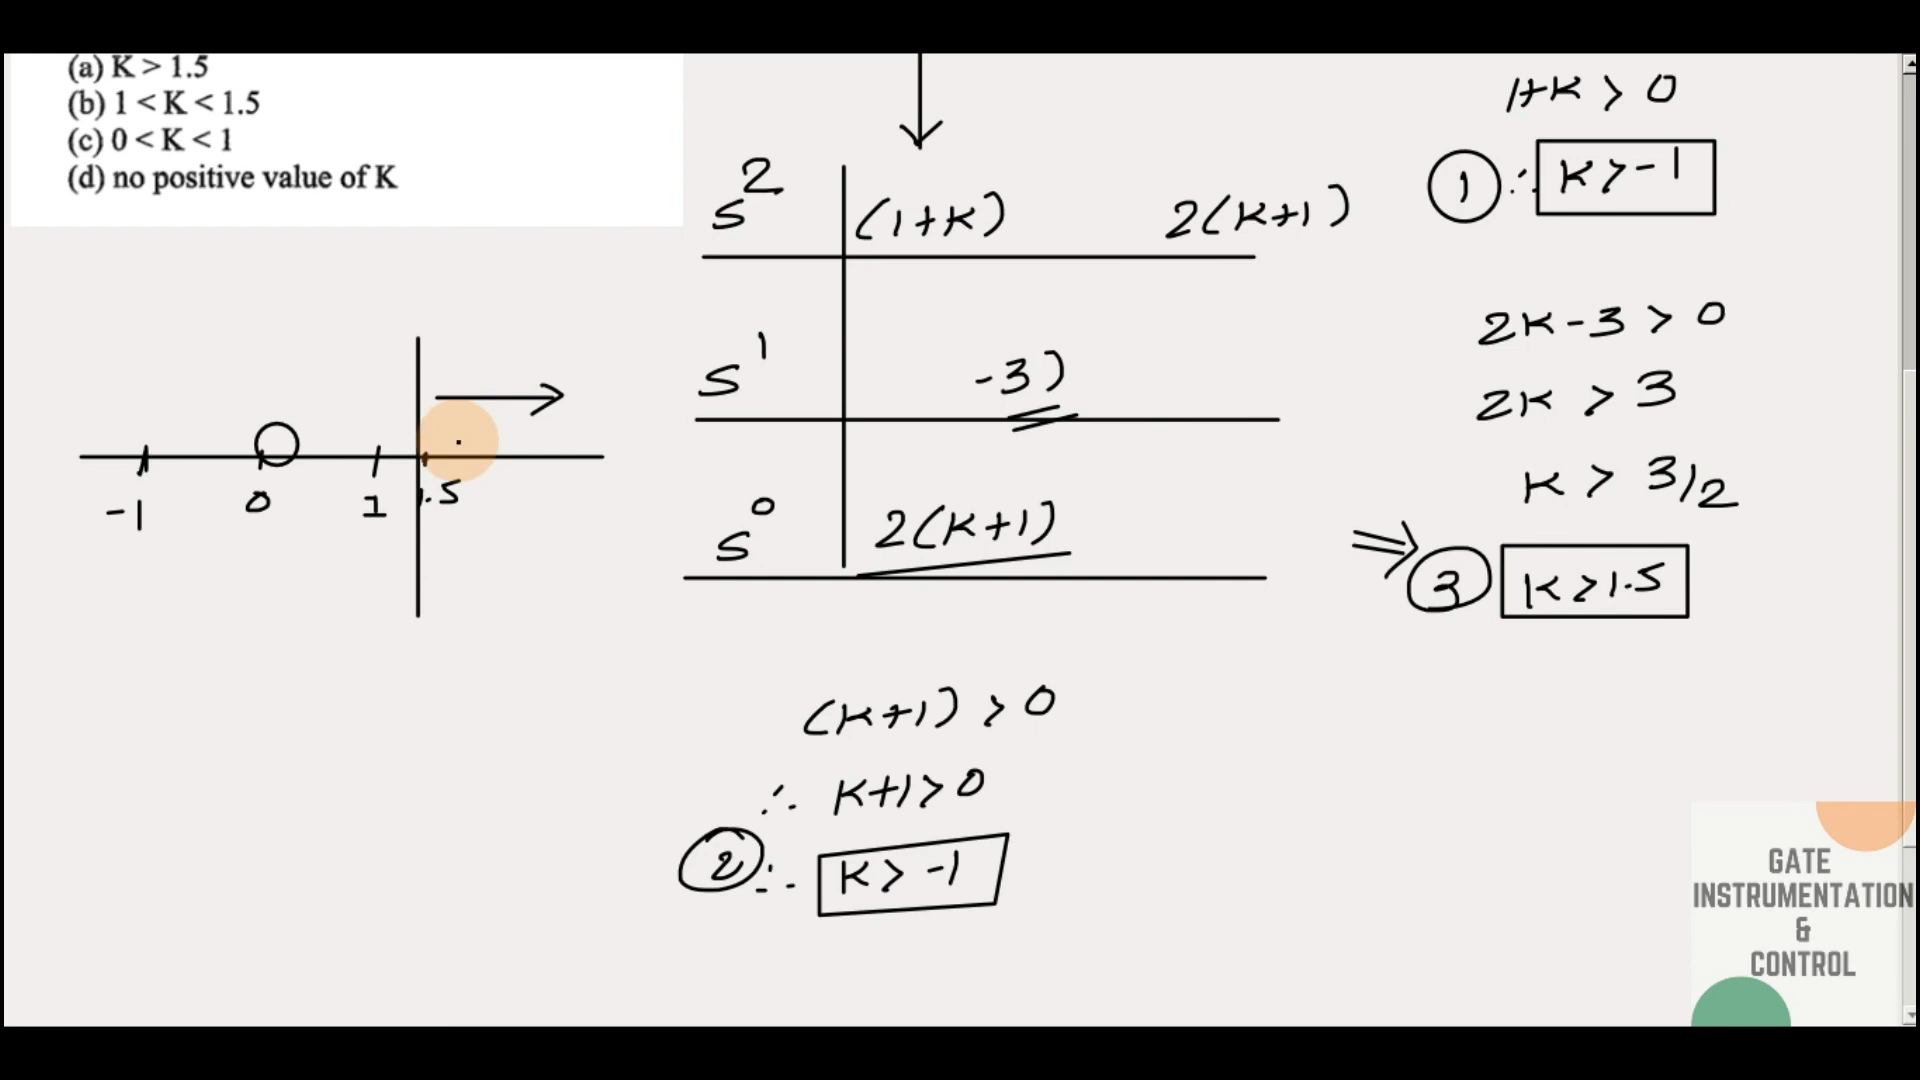 (a) K > 1.5
(b) 1 < K < 1.5
(c) 0 < K < 1
(d) no positive value of K
s² (1+K) 2(K+1)
s¹ -3)
s⁰ 2(K+1)
-1 0 1 1.5
(K+1) > 0
∴ K+1 > 0
② ∴ K > -1
1+K > 0
① ∴ K > -1
2K - 3 > 0
2K > 3
K > 3/2
⇒ ③ K > 1.5
GATE
INSTRUMENTATION
&
CONTROL